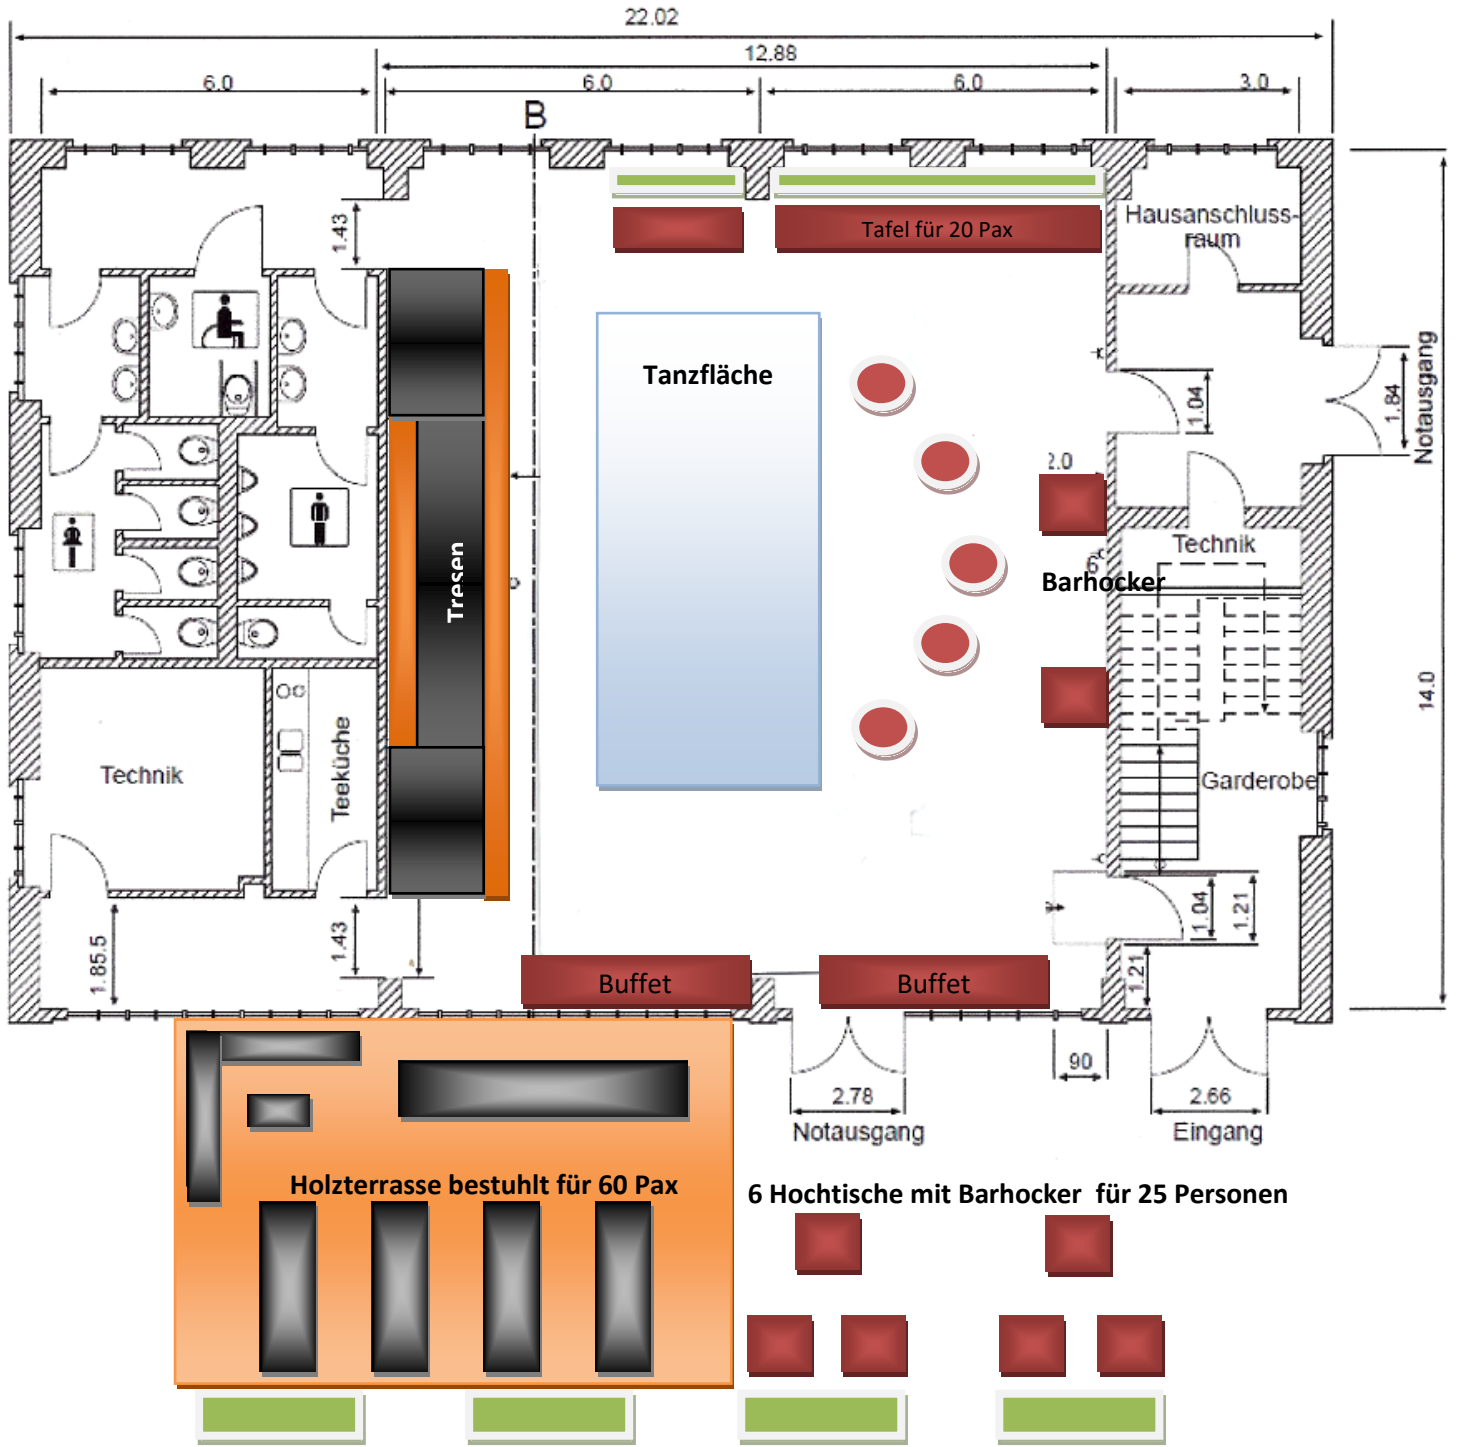 22.02
12.88
6.0
6.0
6.0
3.0
B
1.43
Tafel für 20 Pax
Hausanschluss-
raum
Tanzfläche
1.04
1.84
Notausgang
2.0
Tresen
Technik
6
Barhocker
14.0
Technik
Teeküche
Garderobe
1.85.5
1.43
1.04
1.21
1.21
Buffet
Buffet
90
2.78
2.66
Notausgang
Eingang
Holzterrasse bestuhlt für 60 Pax
6 Hochtische mit Barhocker für 25 Personen